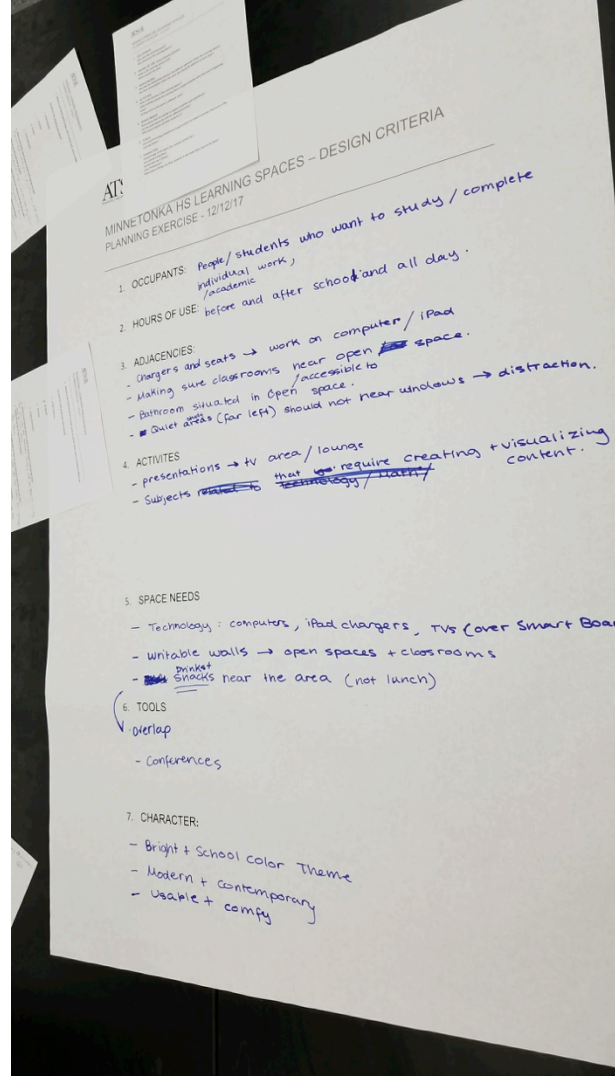 ATS
MINNETONKA HS LEARNING SPACES – DESIGN CRITERIA
PLANNING EXERCISE - 12/12/17
1. OCCUPANTS: People/students who want to study / complete
individual work,
/academic
2. HOURS OF USE: before and after school and all day.
3. ADJACENCIES:
- Chargers and seats → work on computer / iPad
- Making sure classrooms near open space.
- Bathroom situated in /accessible to open space.
- Quiet study areas (far left) should not near windows → distraction.
4. ACTIVITES
- presentations → tv area / lounge
- Subjects related to technology / math / that require creating + visualizing
content.
5. SPACE NEEDS
- Technology: computers, iPad chargers, TVs (over Smart Boar
- Writable walls → open spaces + classrooms
- Drinks + Snacks near the area (not lunch)
6. TOOLS
overlap
- Conferences
7. CHARACTER:
- Bright + School color Theme
- Modern + contemporary
- Usable + comfy